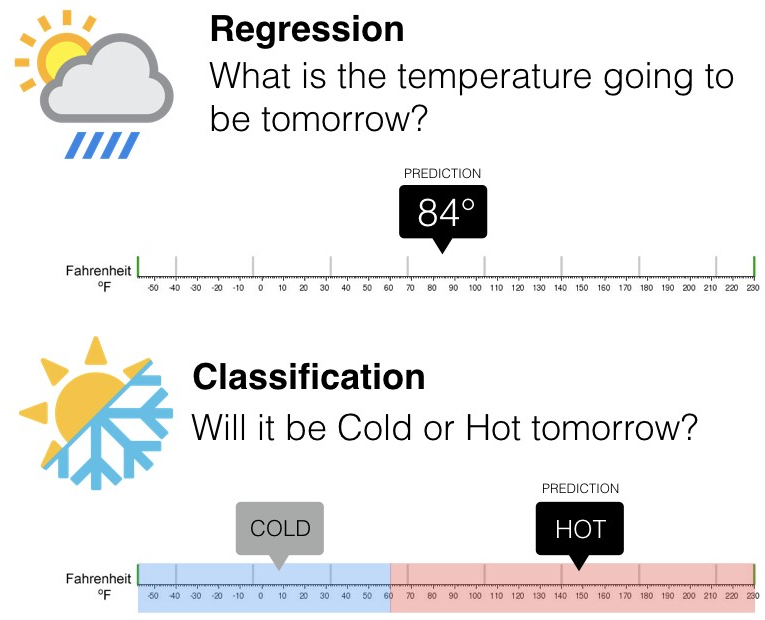 Regression
What is the temperature going to
be tomorrow?
PREDICTION
84°
Fahrenheit
ºF
-50 -40 -30 -20 -10 0 10 20 30 40 50 60 70 80 90 100 110 120 130 140 150 160 170 180 190 200 210 220 230
Classification
Will it be Cold or Hot tomorrow?
PREDICTION
COLD HOT
Fahrenheit
ºF
-50 -40 -30 -20 -10 0 10 20 30 40 50 60 70 80 90 100 110 120 130 140 150 160 170 180 190 200 210 220 230